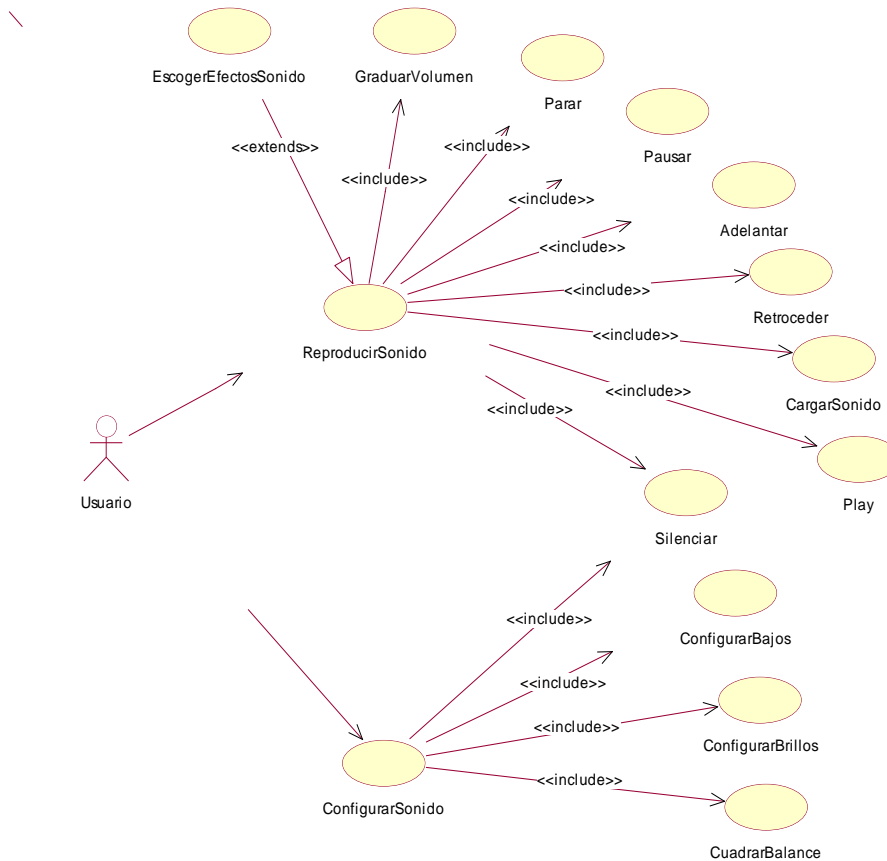 EscogerEfectosSonido
GraduarVolumen
Parar
<<extends>>
<<include>>
<<include>>
Pausar
<<include>>
Adelantar
<<include>>
<<include>>
Retroceder
<<include>>
ReproducirSonido
CargarSonido
<<include>>
<<include>>
Usuario
Play
Silenciar
<<include>>
ConfigurarBajos
<<include>>
<<include>>
ConfigurarBrillos
<<include>>
ConfigurarSonido
CuadrarBalance